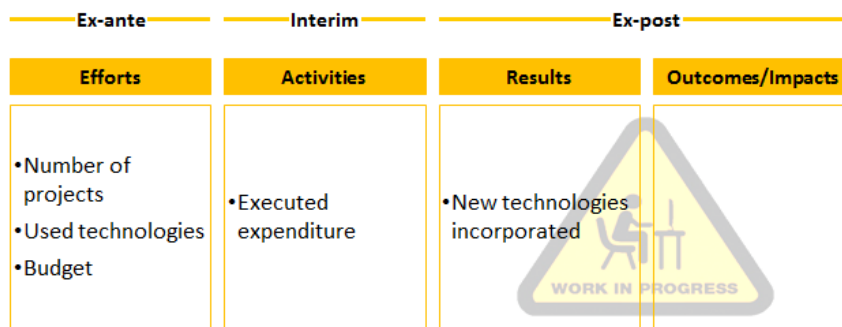 Ex-ante
Interim
Ex-post
Efforts
Activities
Results
Outcomes/Impacts
•Number of
projects
•Used technologies
•Budget
•Executed
expenditure
•New technologies
incorporated
WORK IN PROGRESS